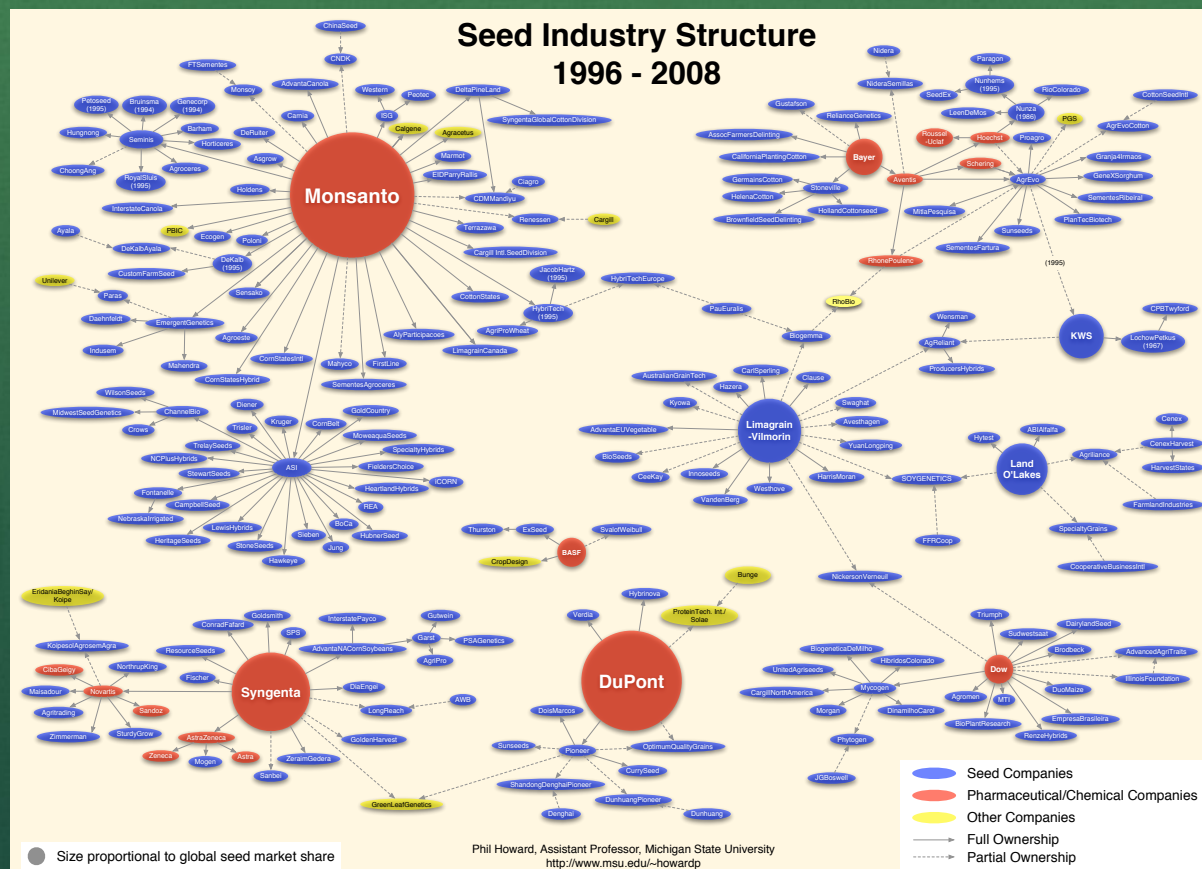 Seed Industry Structure
1996 - 2008
ChinaSeed
CNDK
FTSementes
Monsoy
AdvantaCanola
Western
Peotec
ISG
DeltaPineLand
SyngentaGlobalCottonDivision
Calgene
Agracetus
Camia
Petoseed
(1995)
Bruinsma
(1994)
Genecorp
(1994)
Hungnong
Seminis
Barham
Horticeres
ChoongAng
RoyalSluis
(1995)
Agroceres
DeRuiter
Asgrow
Holdens
Monsanto
Marmot
EIDParryRallis
Ciagro
CDMMandiyu
Renessen
Cargill
Terrazawa
Cargill Intl.SeedDivision
InterstateCanola
PBIC
Ecogen
Poloni
Ayala
DeKalbAyala
DeKalb
(1995)
CustomFarmSeed
Sensako
Unilever
Paras
Daehnfeldt
EmergentGenetics
Indusem
Mahendra
Agroeste
CornStatesHybrid
CornStatesIntl
Mahyco
SementesAgroceres
FirstLine
AlyParticipacoes
LimagrainCanada
CottonStates
JacobHartz
(1995)
HybriTech
(1995)
AgriProWheat
HybriTechEurope
PauEuralis
Biogemma
RhoBio
Nidera
NideraSemillas
Gustafson
RelianceGenetics
AssocFarmersDelinting
Bayer
CaliforniaPlantingCotton
GermainsCotton
Stoneville
HelenaCotton
HollandCottonseed
BrownfieldSeedDelinting
Aventis
RhonePoulenc
Paragon
Nunhems
(1995)
SeedEx
LeenDeMos
Nunza
(1986)
RioColorado
CottonSeedIntl
PGS
AgrEvoCotton
Roussel
-Uclaf
Hoechst
Proagro
Schering
AgrEvo
Granja4Irmaos
GeneXSorghum
SementesRibeiral
PlanTecBiotech
MitlaPesquisa
Sunseeds
SementesFartura
(1995)
KWS
CPBTwyford
LochowPetkus
(1967)
Wensman
AgReliant
ProducersHybrids
WilsonSeeds
MidwestSeedGenetics
ChannelBio
Crows
Diener
Trisler
Kruger
CornBelt
GoldCountry
MoweaquaSeeds
TrelaySeeds
NCPlusHybrids
StewartSeeds
ASI
SpecialtyHybrids
FieldersChoice
iCORN
HeartlandHybrids
REA
Fontanelle
NebraskaIrrigated
CampbellSeed
HeritageSeeds
LewisHybrids
StoneSeeds
Hawkeye
Sieben
Jung
BoCa
HubnerSeed
AustralianGrainTech
CarlSperling
Hazera
Clause
Kyowa
Swaghat
AdvantaEUVegetable
Limagrain
-Vilmorin
Avesthagen
YuanLongping
BioSeeds
CeeKay
Innoseeds
VandenBerg
Westhove
HarrisMoran
SOYGENETICS
FFRCoop
NickersonVerneuil
Hytest
ABIAlfalfa
Land
O'Lakes
Agriliance
Cenex
CenexHarvest
HarvestStates
FarmlandIndustries
SpecialtyGrains
CooperativeBusinessIntl
Thurston
ExSeed
SvalofWeibull
BASF
CropDesign
EridaniaBeghinSay/
Koipe
KoipesolAgrosemAgra
CibaGeigy
NorthrupKing
Maisadour
Novartis
Sandoz
Agritrading
Zimmerman
SturdyGrow
ConradFafard
Goldsmith
SPS
ResourceSeeds
Fischer
Syngenta
InterstatePayco
AdvantaNACornSoybeans
Garst
Gutwein
PSAGenetics
AgriPro
DiaEngei
LongReach
AWB
GoldenHarvest
ZeraimGedera
Sanbei
AstraZeneca
Zeneca
Mogen
Astra
GreenLeafGenetics
Verdia
Hybrinova
Bunge
ProteinTech. Int./
Solae
DuPont
DoisMarcos
Sunseeds
Pioneer
OptimumQualityGrains
CurrySeed
ShandongDenghaiPioneer
Denghai
DunhuangPioneer
Dunhuang
BiogeneticaDeMilho
UnitedAgriseeds
HibridosColorado
CargillNorthAmerica
Mycogen
Morgan
DinamilhoCarol
Phytogen
JGBoswell
Triumph
Sudwestsaat
DairylandSeed
Brodbeck
AdvancedAgriTraits
Dow
IllinoisFoundation
DuoMaize
Agromen
MTI
EmpresaBrasileira
BioPlantResearch
RenzeHybrids
Seed Companies
Pharmaceutical/Chemical Companies
Other Companies
Full Ownership
Partial Ownership
Size proportional to global seed market share
Phil Howard, Assistant Professor, Michigan State University
http://www.msu.edu/~howardp